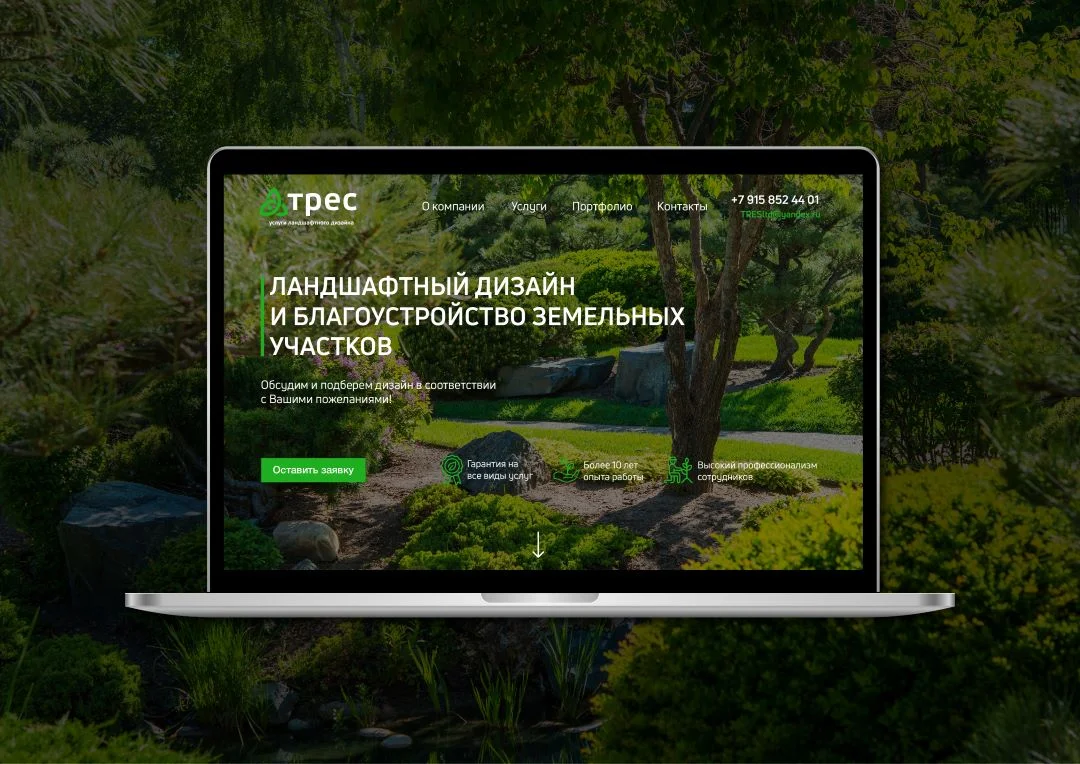 трес
услуги ландшафтного дизайна
О компании Услуги Портфолио Контакты
+7 915 852 44 01
TRESltd@yandex.ru
ЛАНДШАФТНЫЙ ДИЗАЙН
И БЛАГОУСТРОЙСТВО ЗЕМЕЛЬНЫХ
УЧАСТКОВ
Обсудим и подберем дизайн в соответствии
с Вашими пожеланиями!
Оставить заявку
Гарантия на
все виды услуг
Более 10 лет
опыта работы
Высокий профессионализм
сотрудников